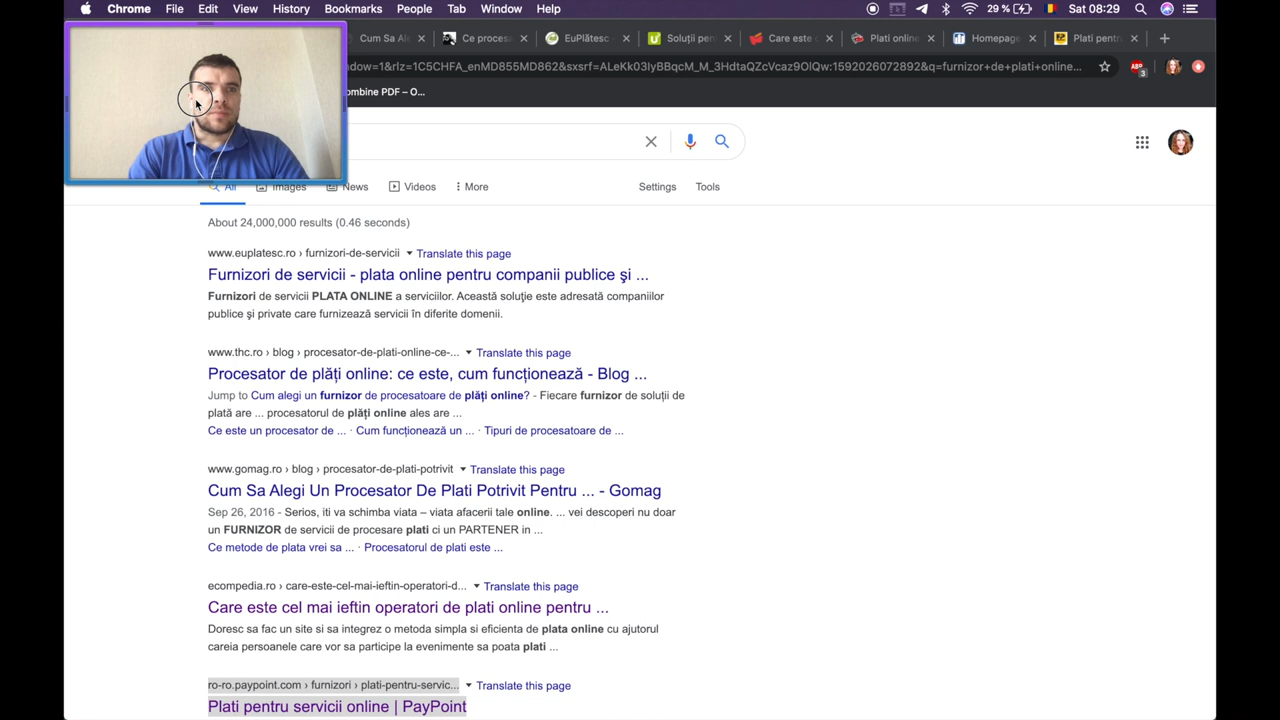 Chrome File Edit View History Bookmarks People Tab Window Help 29 % Sat 08:29
Cum Sa Ale Ce proces EuPlătesc Soluții pen Care este Plati online Homepage Plati pentr
ndow=1&rlz=1C5CHFA_enMD855MD862&sxsrf=ALeKk03lyBBqcM_M_3HdtaQZcVcaz9OlQw:1592026072892&q=furnizor+de+plati+online...
ABP 3
ombine PDF – O...
All Images News Videos More Settings Tools
About 24,000,000 results (0.46 seconds)
www.euplatesc.ro › furnizori-de-servicii ▼ Translate this page
Furnizori de servicii - plata online pentru companii publice şi ...
Furnizori de servicii PLATA ONLINE a serviciilor. Această soluţie este adresată companiilor
publice şi private care furnizează servicii în diferite domenii.
www.thc.ro › blog › procesator-de-plati-online-ce-... ▼ Translate this page
Procesator de plăți online: ce este, cum funcționează - Blog ...
Jump to Cum alegi un furnizor de procesatoare de plăți online? - Fiecare furnizor de soluții de
plată are ... procesatorul de plăți online ales are ...
Ce este un procesator de ... · Cum funcționează un ... · Tipuri de procesatoare de ...
www.gomag.ro › blog › procesator-de-plati-potrivit ▼ Translate this page
Cum Sa Alegi Un Procesator De Plati Potrivit Pentru ... - Gomag
Sep 26, 2016 - Serios, iti va schimba viata – viata afacerii tale online. ... vei descoperi nu doar
un FURNIZOR de servicii de procesare plati ci un PARTENER in ...
Ce metode de plata vrei sa ... · Procesatorul de plati este ...
ecompedia.ro › care-este-cel-mai-ieftin-operatori-d... ▼ Translate this page
Care este cel mai ieftin operatori de plati online pentru ...
Doresc sa fac un site si sa integrez o metoda simpla si eficienta de plata online cu ajutorul
careia persoanele care vor sa participe la evenimente sa poata plati ...
ro-ro.paypoint.com › furnizori › plati-pentru-servic... ▼ Translate this page
Plati pentru servicii online | PayPoint